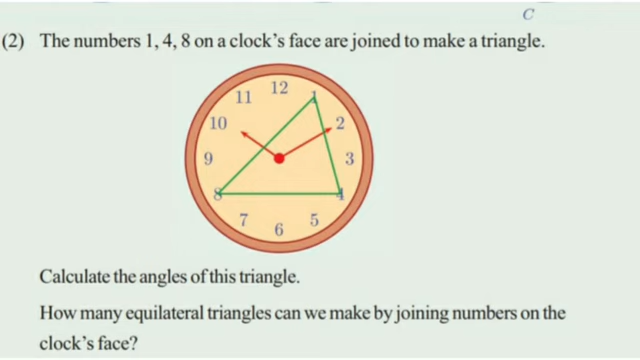 C
(2) The numbers 1, 4, 8 on a clock's face are joined to make a triangle.
12
11
1
10
2
9
3
8
4
7
5
6
Calculate the angles of this triangle.
How many equilateral triangles can we make by joining numbers on the
clock's face?